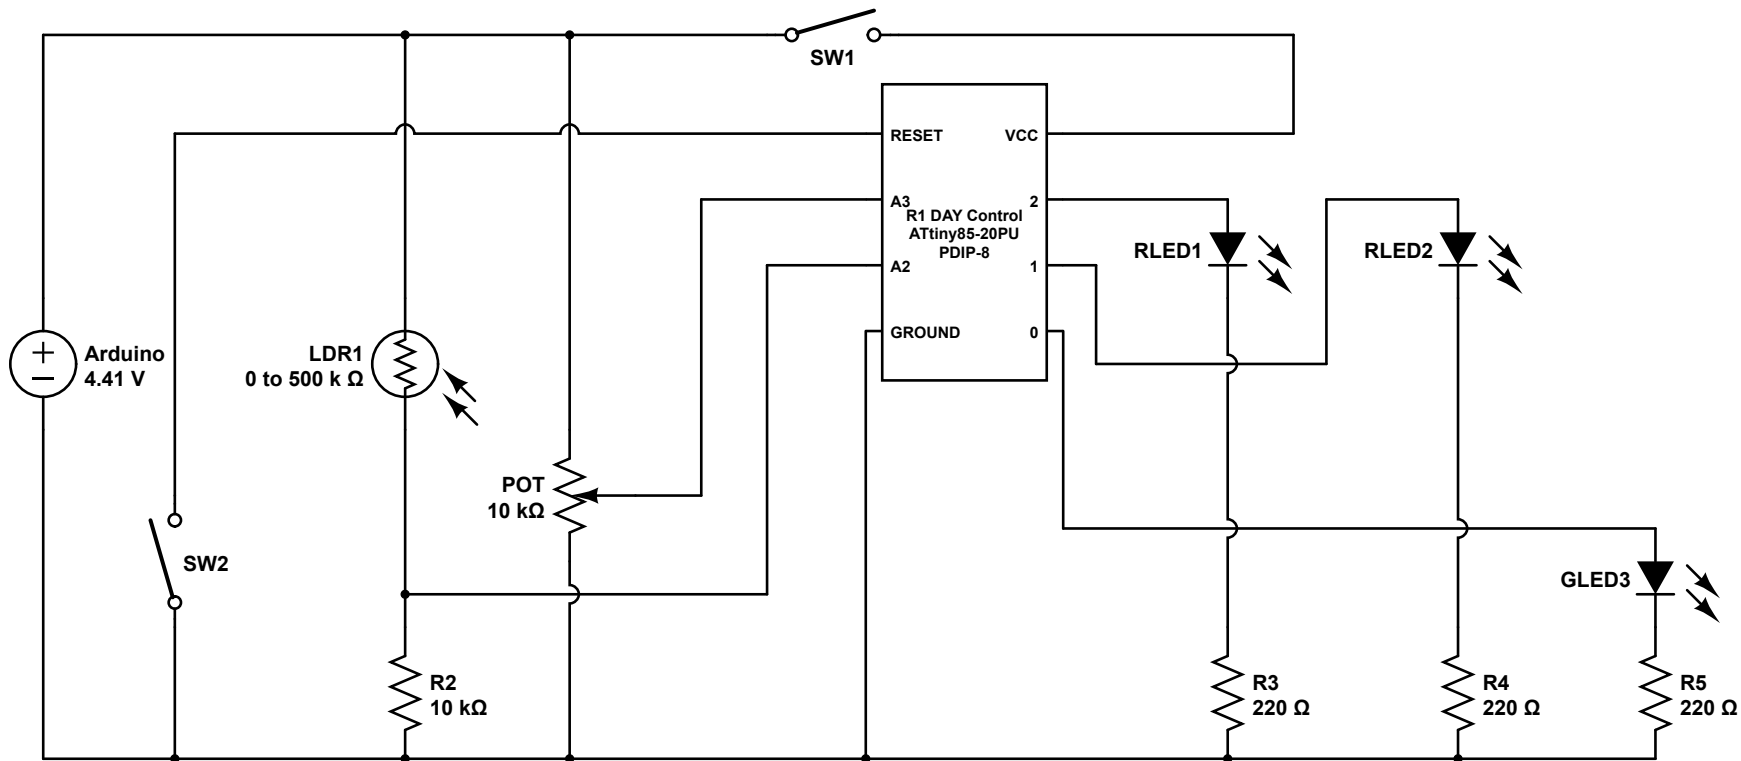 SW1
RESET
VCC
A3
2
R1 DAY Control
ATtiny85-20PU
PDIP-8
A2
1
GROUND
0
RLED1
RLED2
Arduino
4.41 V
LDR1
0 to 500 k Ω
POT
10 kΩ
SW2
GLED3
R2
10 kΩ
R3
220 Ω
R4
220 Ω
R5
220 Ω